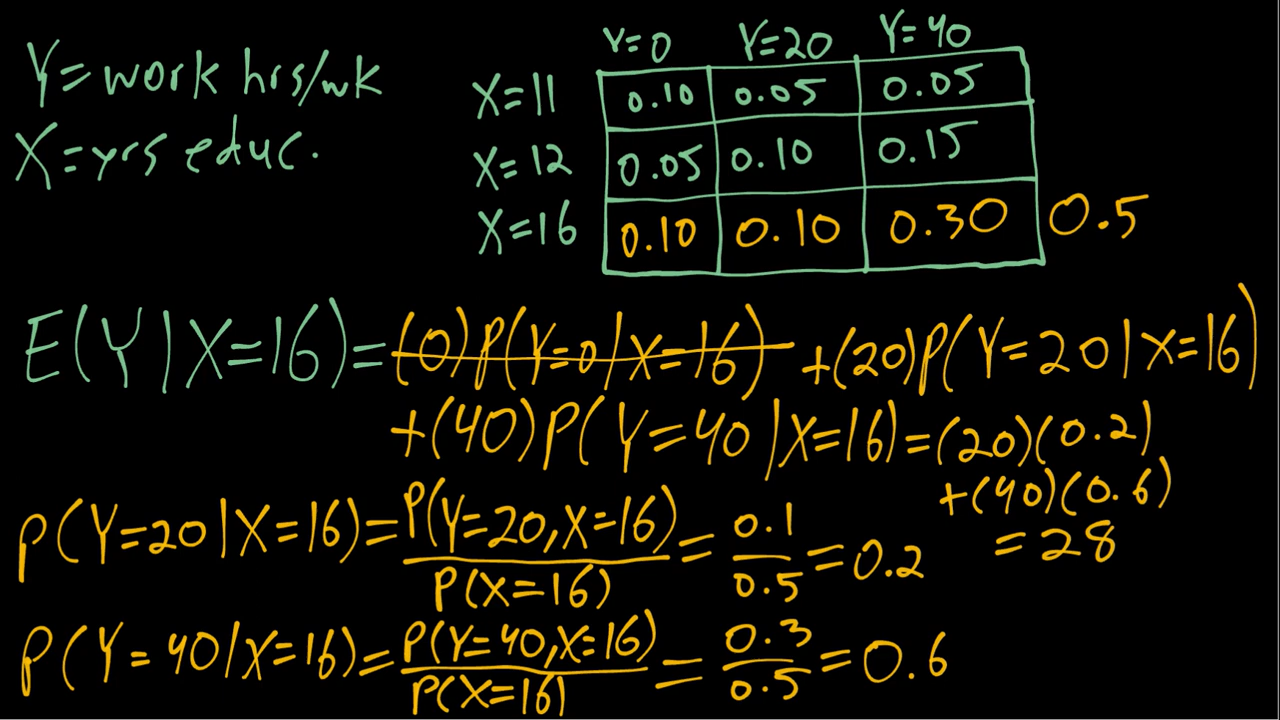 Y=work hrs/wk
X=yrs educ.
Y=0 Y=20 Y=40
X=11 0.10 0.05 0.05
X=12 0.05 0.10 0.15
X=16 0.10 0.10 0.30 0.5
E(Y|X=16)=(0)P(Y=0|X=16) +(20)P(Y=20|X=16)
+(40)P(Y=40|X=16)=(20)(0.2)
+(40)(0.6)
=28
P(Y=20|X=16)=P(Y=20,X=16)/P(X=16)=0.1/0.5=0.2
P(Y=40|X=16)=P(Y=40,X=16)/P(X=16)=0.3/0.5=0.6